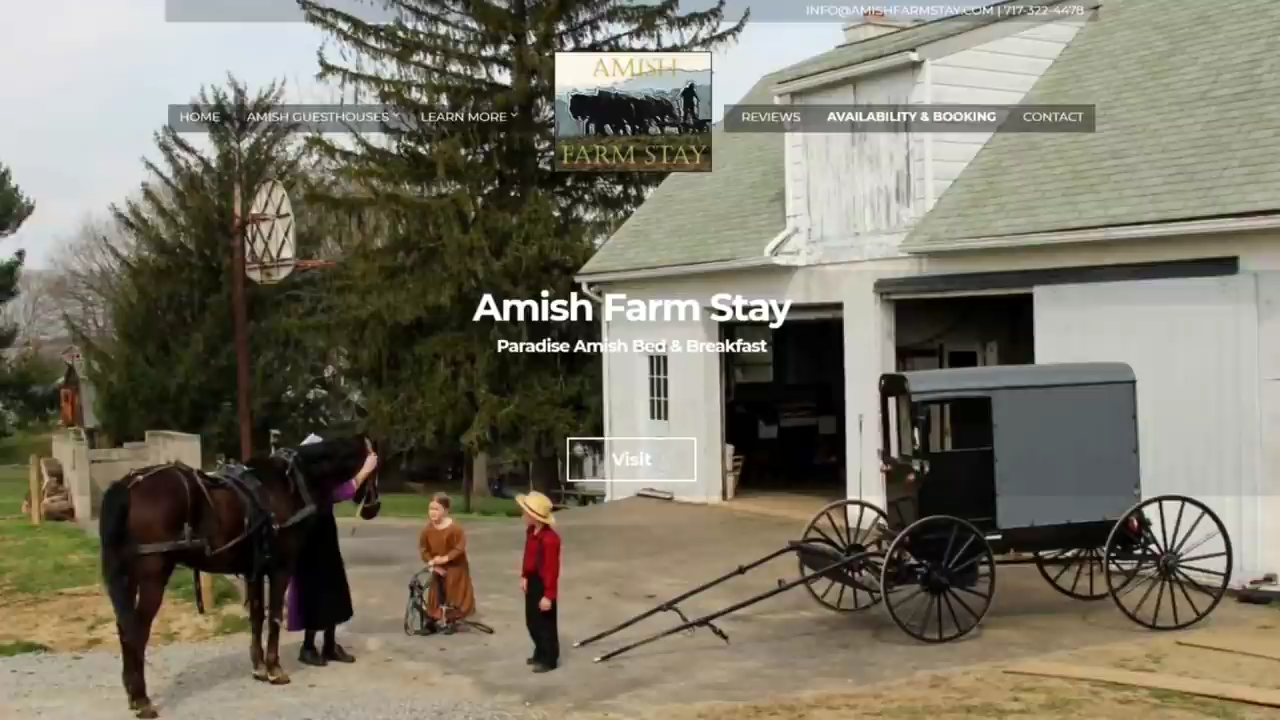 INFO@AMISHFARMSTAY.COM | 717-322-4478
AMISH
FARM STAY
HOME AMISH GUESTHOUSES LEARN MORE REVIEWS AVAILABILITY & BOOKING CONTACT
Amish Farm Stay
Paradise Amish Bed & Breakfast
Visit